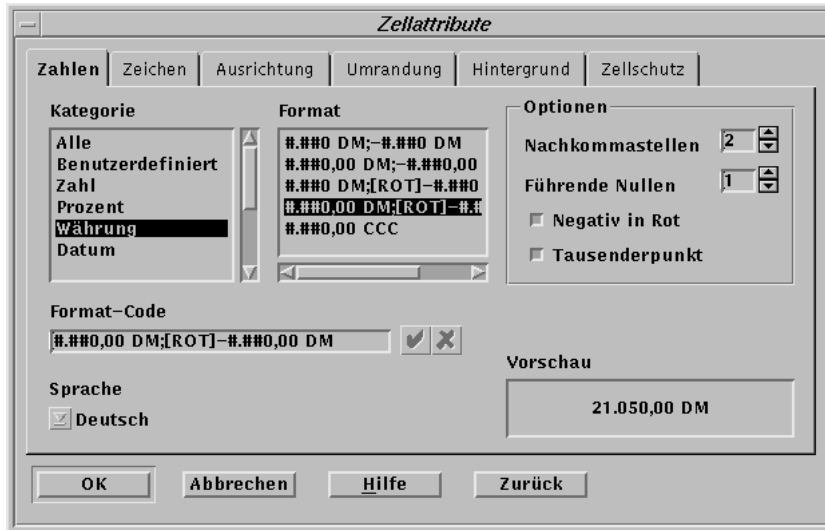 Zellattribute
Zahlen Zeichen Ausrichtung Umrandung Hintergrund Zellschutz
Kategorie
Alle
Benutzerdefiniert
Zahl
Prozent
Währung
Datum
Format
#.##0 DM;-#.##0 DM
#.##0,00 DM;-#.##0,00
#.##0 DM;[ROT]-#.##0
#.##0,00 DM;[ROT]-#.#
#.##0,00 CCC
Optionen
Nachkommastellen 2
Führende Nullen 1
Negativ in Rot
Tausenderpunkt
Format-Code
#.##0,00 DM;[ROT]-#.##0,00 DM
Sprache
Deutsch
Vorschau
21.050,00 DM
OK Abbrechen Hilfe Zurück